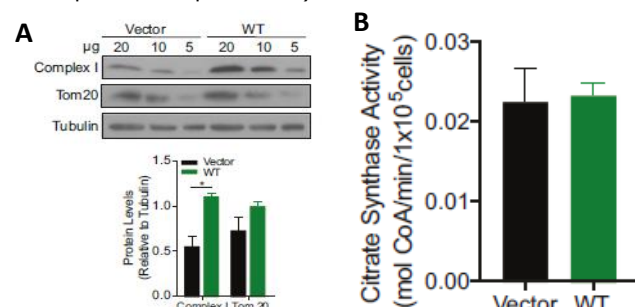 A
Vector WT
µg 20 10 5 20 10 5
Complex I
Tom20
Tubulin
Vector
WT
Protein Levels
(Relative to Tubulin)
1.5
1.0
0.5
0.0
*
Complex I Tom 20
B
Citrate Synthase Activity
(mol CoA/min/1x10⁵cells)
0.03
0.02
0.01
0.00
Vector WT